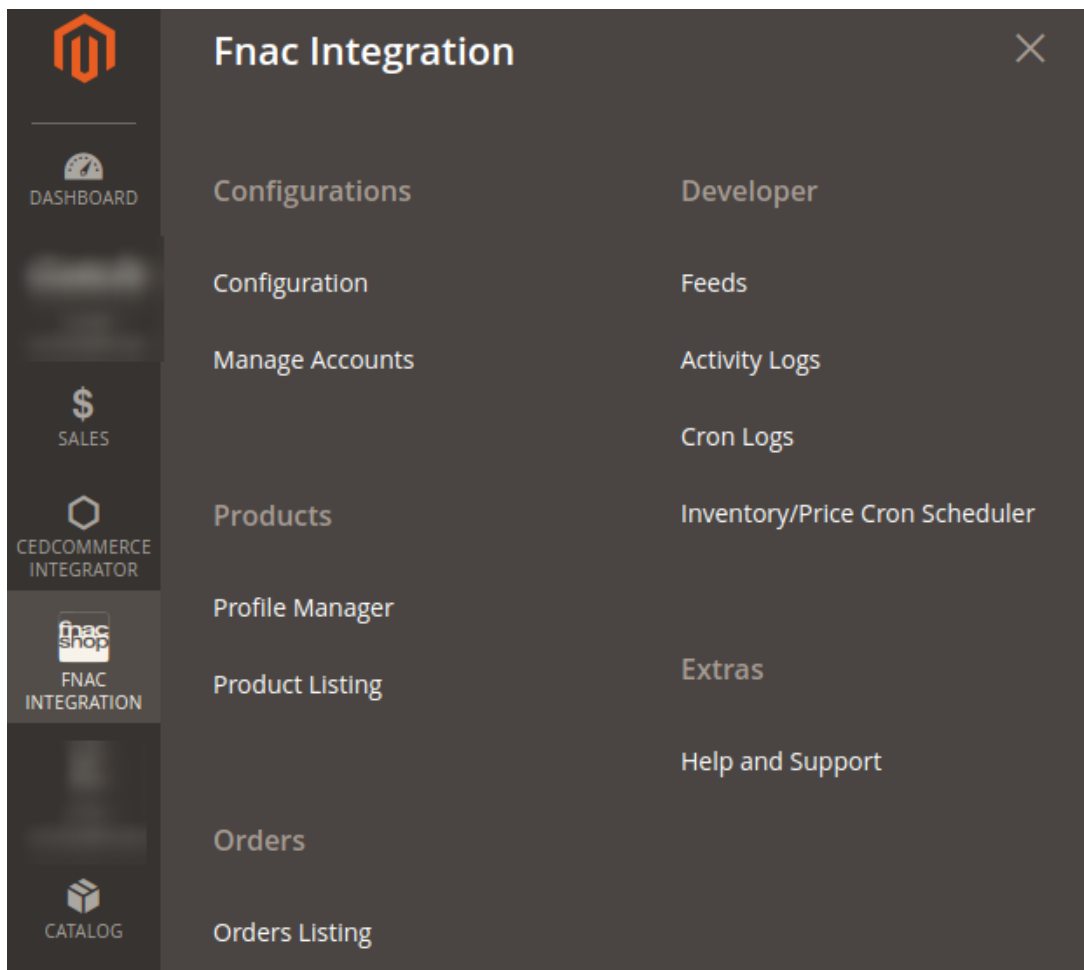 DASHBOARD
SALES
CEDCOMMERCE
INTEGRATOR
fnac
shop
FNAC
INTEGRATION
CATALOG
Fnac Integration
Configurations
Configuration
Manage Accounts
Products
Profile Manager
Product Listing
Orders
Orders Listing
Developer
Feeds
Activity Logs
Cron Logs
Inventory/Price Cron Scheduler
Extras
Help and Support